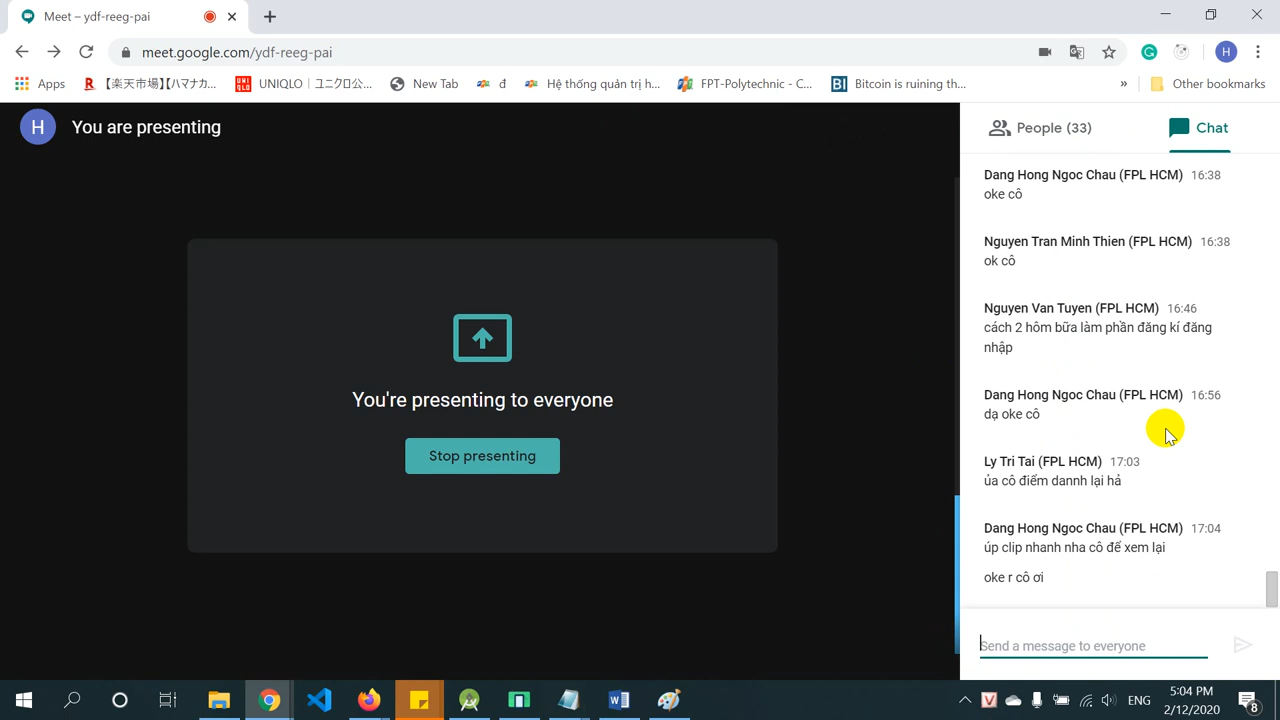 Meet – ydf-reeg-pai
meet.google.com/ydf-reeg-pai
H
Apps
R 【楽天市場】【ハマナカ...
UNIQLO | ユニクロ公...
New Tab
đ
Hệ thống quản trị h...
FPT-Polytechnic - C...
BI Bitcoin is ruining th...
»
Other bookmarks
H You are presenting
You're presenting to everyone
Stop presenting
People (33)
Chat
Dang Hong Ngoc Chau (FPL HCM) 16:38
oke cô
Nguyen Tran Minh Thien (FPL HCM) 16:38
ok cô
Nguyen Van Tuyen (FPL HCM) 16:46
cách 2 hôm bữa làm phần đăng kí đăng
nhập
Dang Hong Ngoc Chau (FPL HCM) 16:56
dạ oke cô
Ly Tri Tai (FPL HCM) 17:03
ủa cô điểm dannh lại hả
Dang Hong Ngoc Chau (FPL HCM) 17:04
úp clip nhanh nha cô để xem lại
oke r cô ơi
Send a message to everyone
ENG
5:04 PM
2/12/2020
8